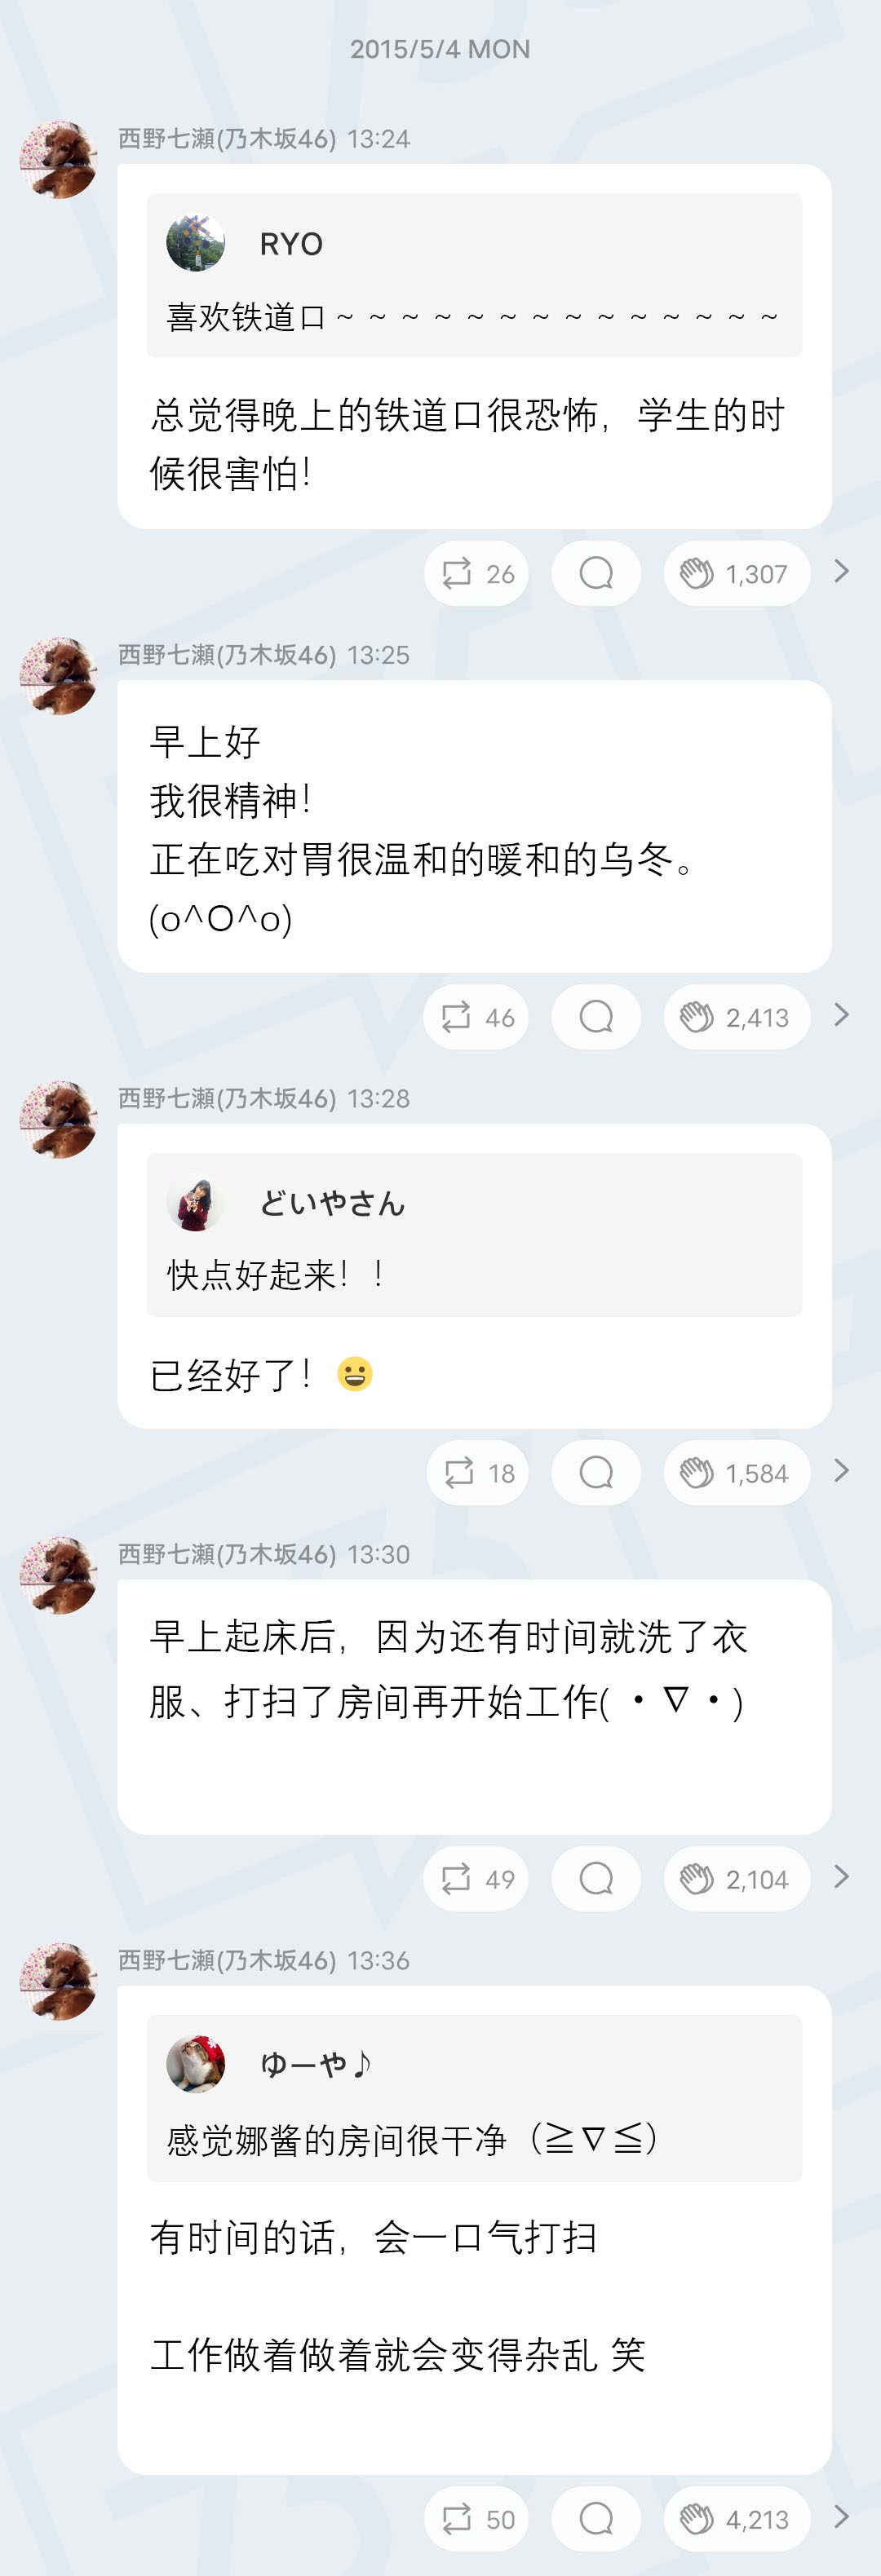 2015/5/4 MON
西野七瀬(乃木坂46) 13:24
RYO
喜欢铁道口～～～～～～～～～～～～～～
总觉得晚上的铁道口很恐怖，学生的时
候很害怕！
26 1,307
西野七瀬(乃木坂46) 13:25
早上好
我很精神！
正在吃对胃很温和的暖和的乌冬。
(o^O^o)
46 2,413
西野七瀬(乃木坂46) 13:28
どいやさん
快点好起来！！
已经好了！😀
18 1,584
西野七瀬(乃木坂46) 13:30
早上起床后，因为还有时间就洗了衣
服、打扫了房间再开始工作( ・∇・)
49 2,104
西野七瀬(乃木坂46) 13:36
ゆーや♪
感觉娜酱的房间很干净（≧∇≦）
有时间的话，会一口气打扫
工作做着做着就会变得杂乱 笑
50 4,213